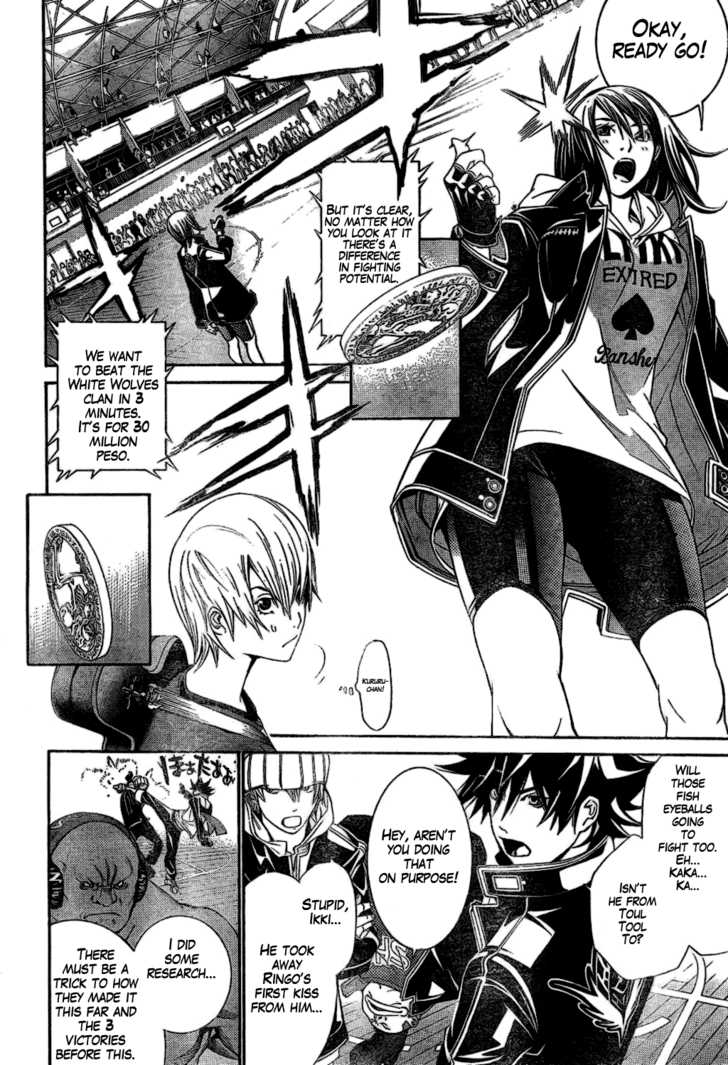 OKAY,
READY GO!
BUT IT'S CLEAR,
NO MATTER HOW
YOU LOOK AT IT
THERE'S A
DIFFERENCE
IN FIGHTING
POTENTIAL.
EXPIRED
Banshee
WE WANT
TO BEAT THE
WHITE WOLVES
CLAN IN 3
MINUTES.
IT'S FOR 30
MILLION
PESO.
KURURU-
CHAN!
WILL
THOSE
FISH
EYEBALLS
GOING
TO
FIGHT TOO.
EH...
KAKA...
KA...
ISN'T
HE FROM
TOUL
TOOL
TO?
HEY, AREN'T
YOU DOING
THAT
ON PURPOSE!
STUPID,
IKKI...
HE TOOK
AWAY
RINGO'S
FIRST KISS
FROM HIM...
I DID
SOME
RESEARCH...
THERE
MUST BE A
TRICK TO HOW
THEY MADE IT
THIS FAR AND
THE 3
VICTORIES
BEFORE THIS.